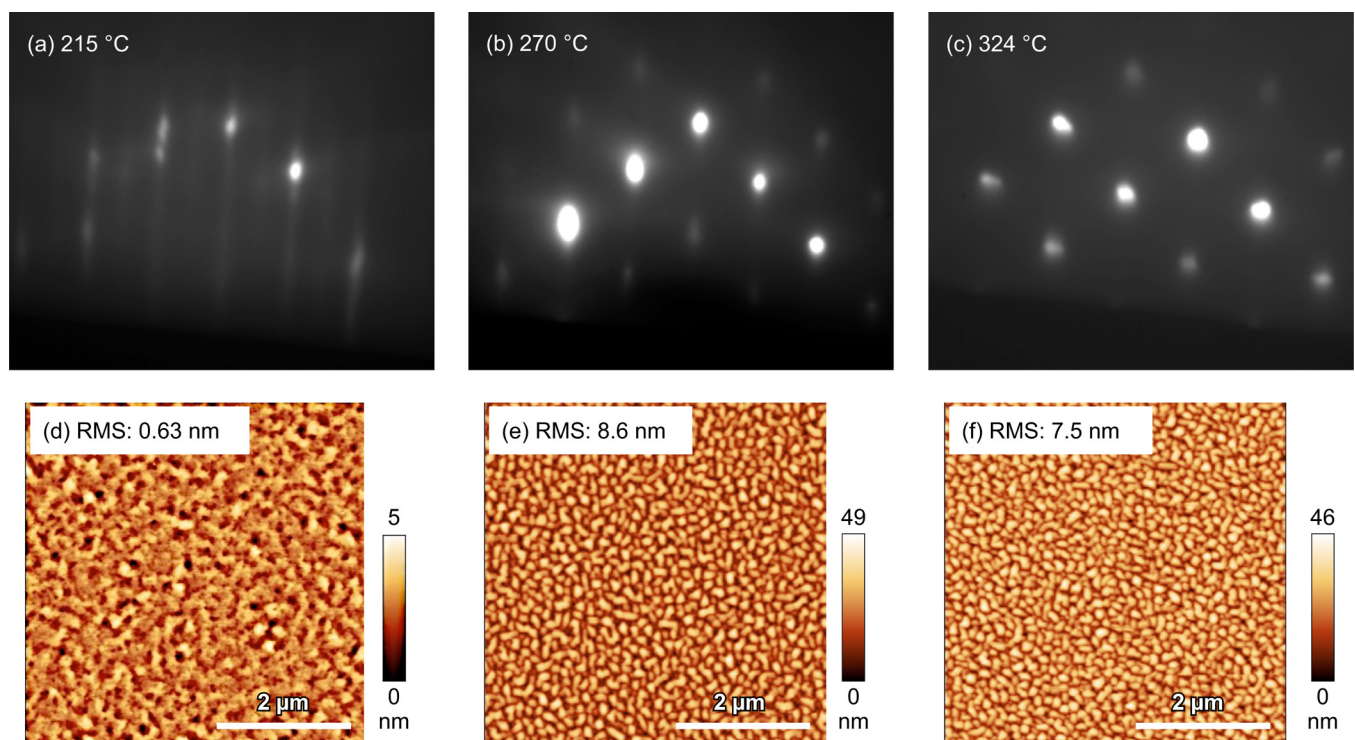 (a) 215 °C
(b) 270 °C
(c) 324 °C
(d) RMS: 0.63 nm
5
0
nm
2 µm
(e) RMS: 8.6 nm
49
0
nm
2 µm
(f) RMS: 7.5 nm
46
0
nm
2 µm